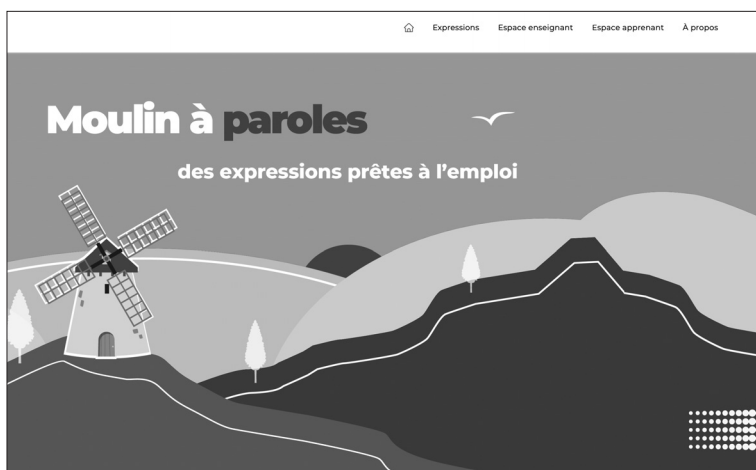 Expressions Espace enseignant Espace apprenant À propos
Moulin à paroles
des expressions prêtes à l'emploi